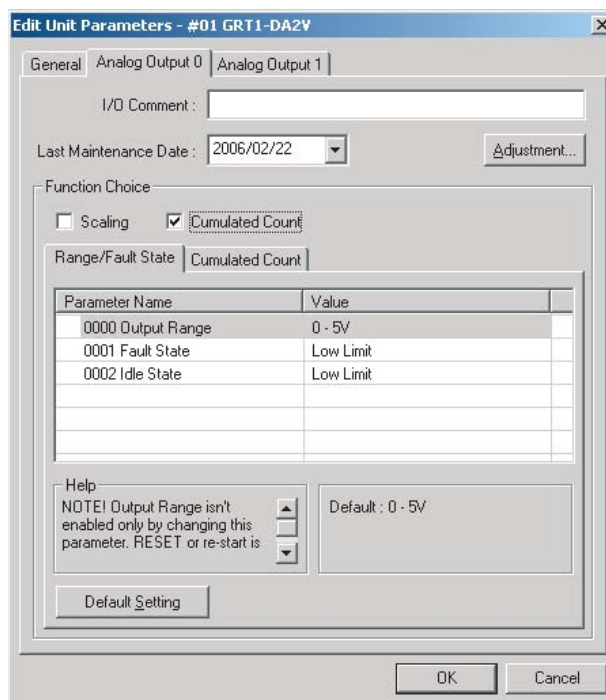 Edit Unit Parameters - #01 GRT1-DA2V
General Analog Output 0 Analog Output 1
I/O Comment :
Last Maintenance Date : 2006/02/22 Adjustment...
Function Choice
Scaling Cumulated Count
Range/Fault State Cumulated Count
Parameter Name Value
0000 Output Range 0 - 5V
0001 Fault State Low Limit
0002 Idle State Low Limit
Help
NOTE! Output Range isn't
enabled only by changing this
parameter. RESET or re-start is
Default : 0 - 5V
Default Setting
OK Cancel